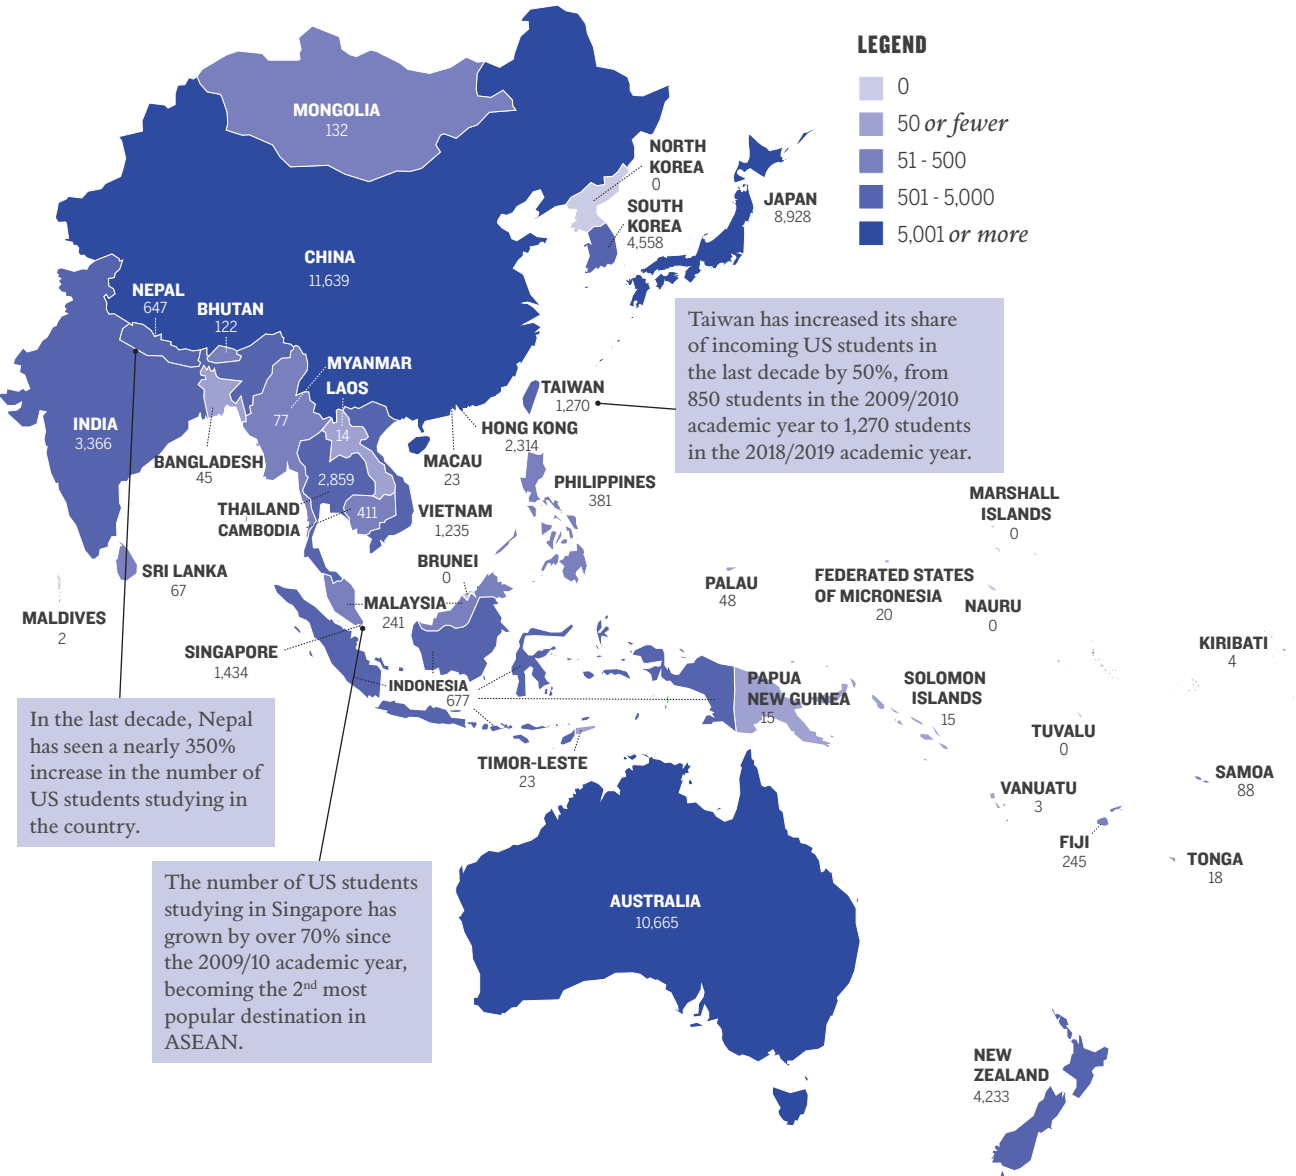 LEGEND
0
50 or fewer
51 - 500
501 - 5,000
5,001 or more
MONGOLIA
132
NORTH
KOREA
0
SOUTH
KOREA
4,558
JAPAN
8,928
CHINA
11,639
NEPAL
647
BHUTAN
122
Taiwan has increased its share
of incoming US students in
the last decade by 50%, from
850 students in the 2009/2010
academic year to 1,270 students
in the 2018/2019 academic year.
MYANMAR
77
LAOS
14
TAIWAN
1,270
INDIA
3,366
HONG KONG
2,314
BANGLADESH
45
MACAU
23
THAILAND
2,859
CAMBODIA
411
VIETNAM
1,235
PHILIPPINES
381
MARSHALL
ISLANDS
0
SRI LANKA
67
BRUNEI
0
PALAU
48
FEDERATED STATES
OF MICRONESIA
20
NAURU
0
MALDIVES
2
MALAYSIA
241
SINGAPORE
1,434
KIRIBATI
4
INDONESIA
677
PAPUA
NEW GUINEA
15
SOLOMON
ISLANDS
15
TUVALU
0
In the last decade, Nepal
has seen a nearly 350%
increase in the number of
US students studying in
the country.
TIMOR-LESTE
23
SAMOA
88
VANUATU
3
FIJI
245
TONGA
18
The number of US students
studying in Singapore has
grown by over 70% since
the 2009/10 academic year,
becoming the 2nd most
popular destination in
ASEAN.
AUSTRALIA
10,665
NEW
ZEALAND
4,233